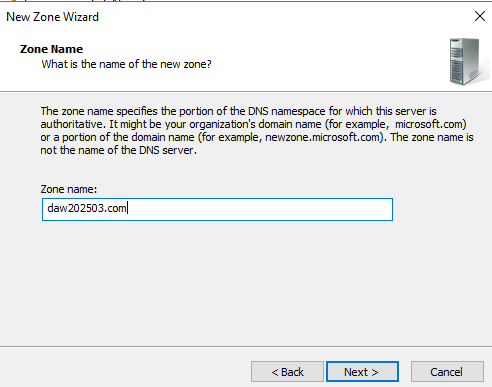 New Zone Wizard
Zone Name
What is the name of the new zone?
The zone name specifies the portion of the DNS namespace for which this server is
authoritative. It might be your organization's domain name (for example, microsoft.com)
or a portion of the domain name (for example, newzone.microsoft.com). The zone name is
not the name of the DNS server.
Zone name:
daw202503.com
< Back
Next >
Cancel